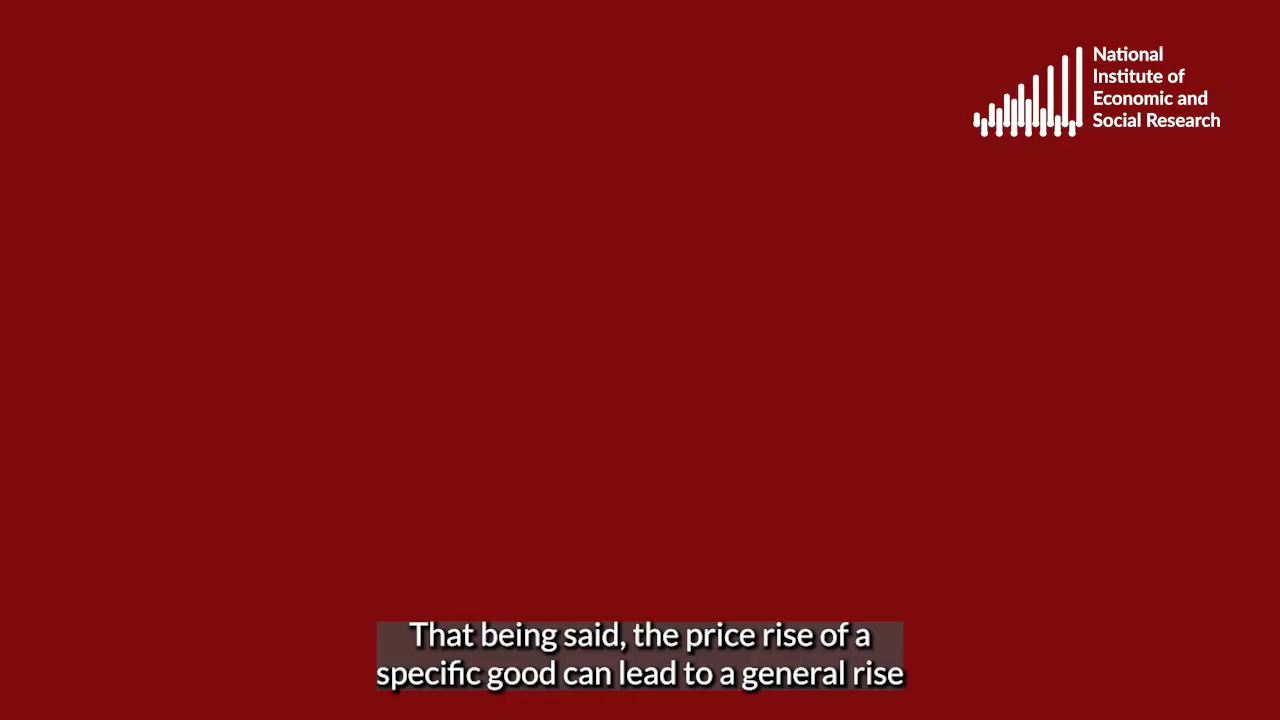 National
Institute of
Economic and
Social Research
That being said, the price rise of a
specific good can lead to a general rise